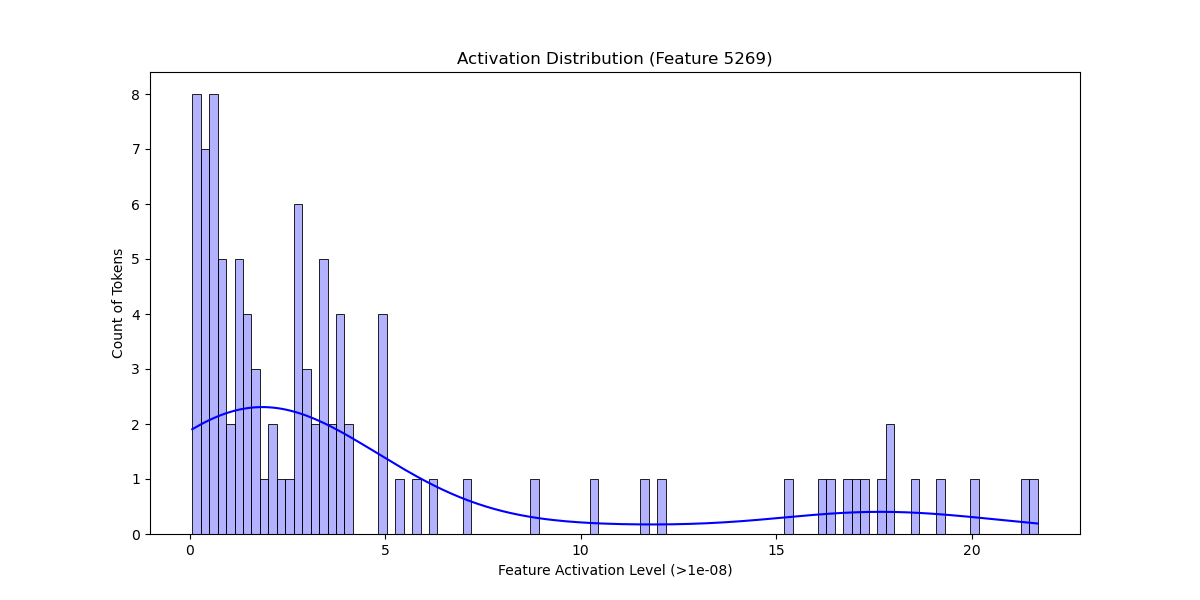 Activation Distribution (Feature 5269)
Count of Tokens
8
7
6
5
4
3
2
1
0
0 5 10 15 20
Feature Activation Level (>1e-08)